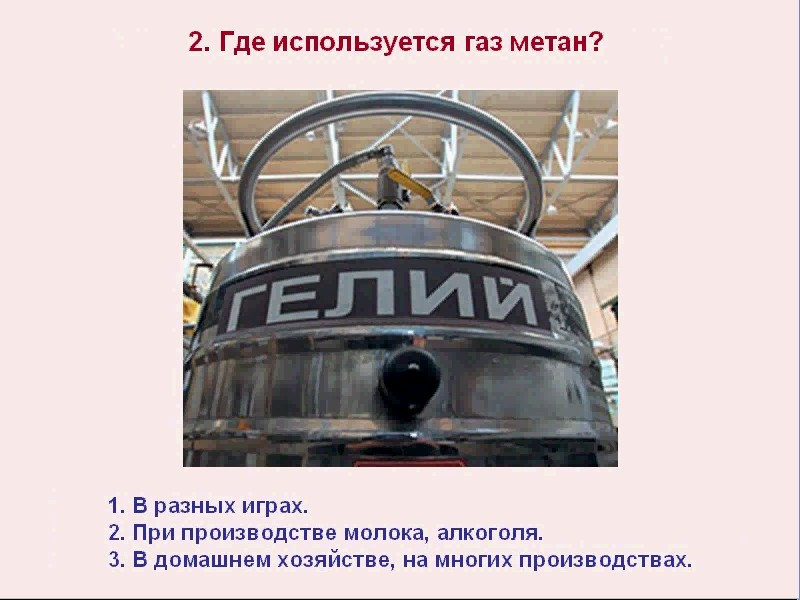 2. Где используется газ метан?
ГЕЛИЙ
1. В разных играх.
2. При производстве молока, алкоголя.
3. В домашнем хозяйстве, на многих производствах.